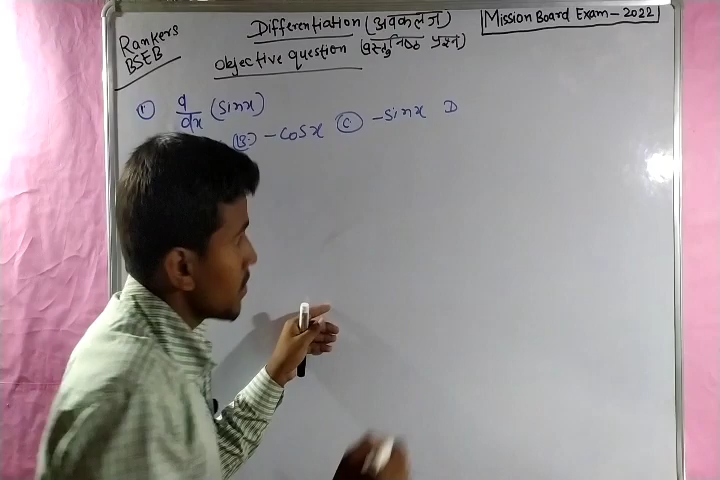 Rankers
BSEB
Differentiation (अवकलज)
Objective question (वस्तुनिष्ठ प्रश्न)
Mission Board Exam - 2022
① d/dx (sinx)
(B) -cosx (C) -sinx D